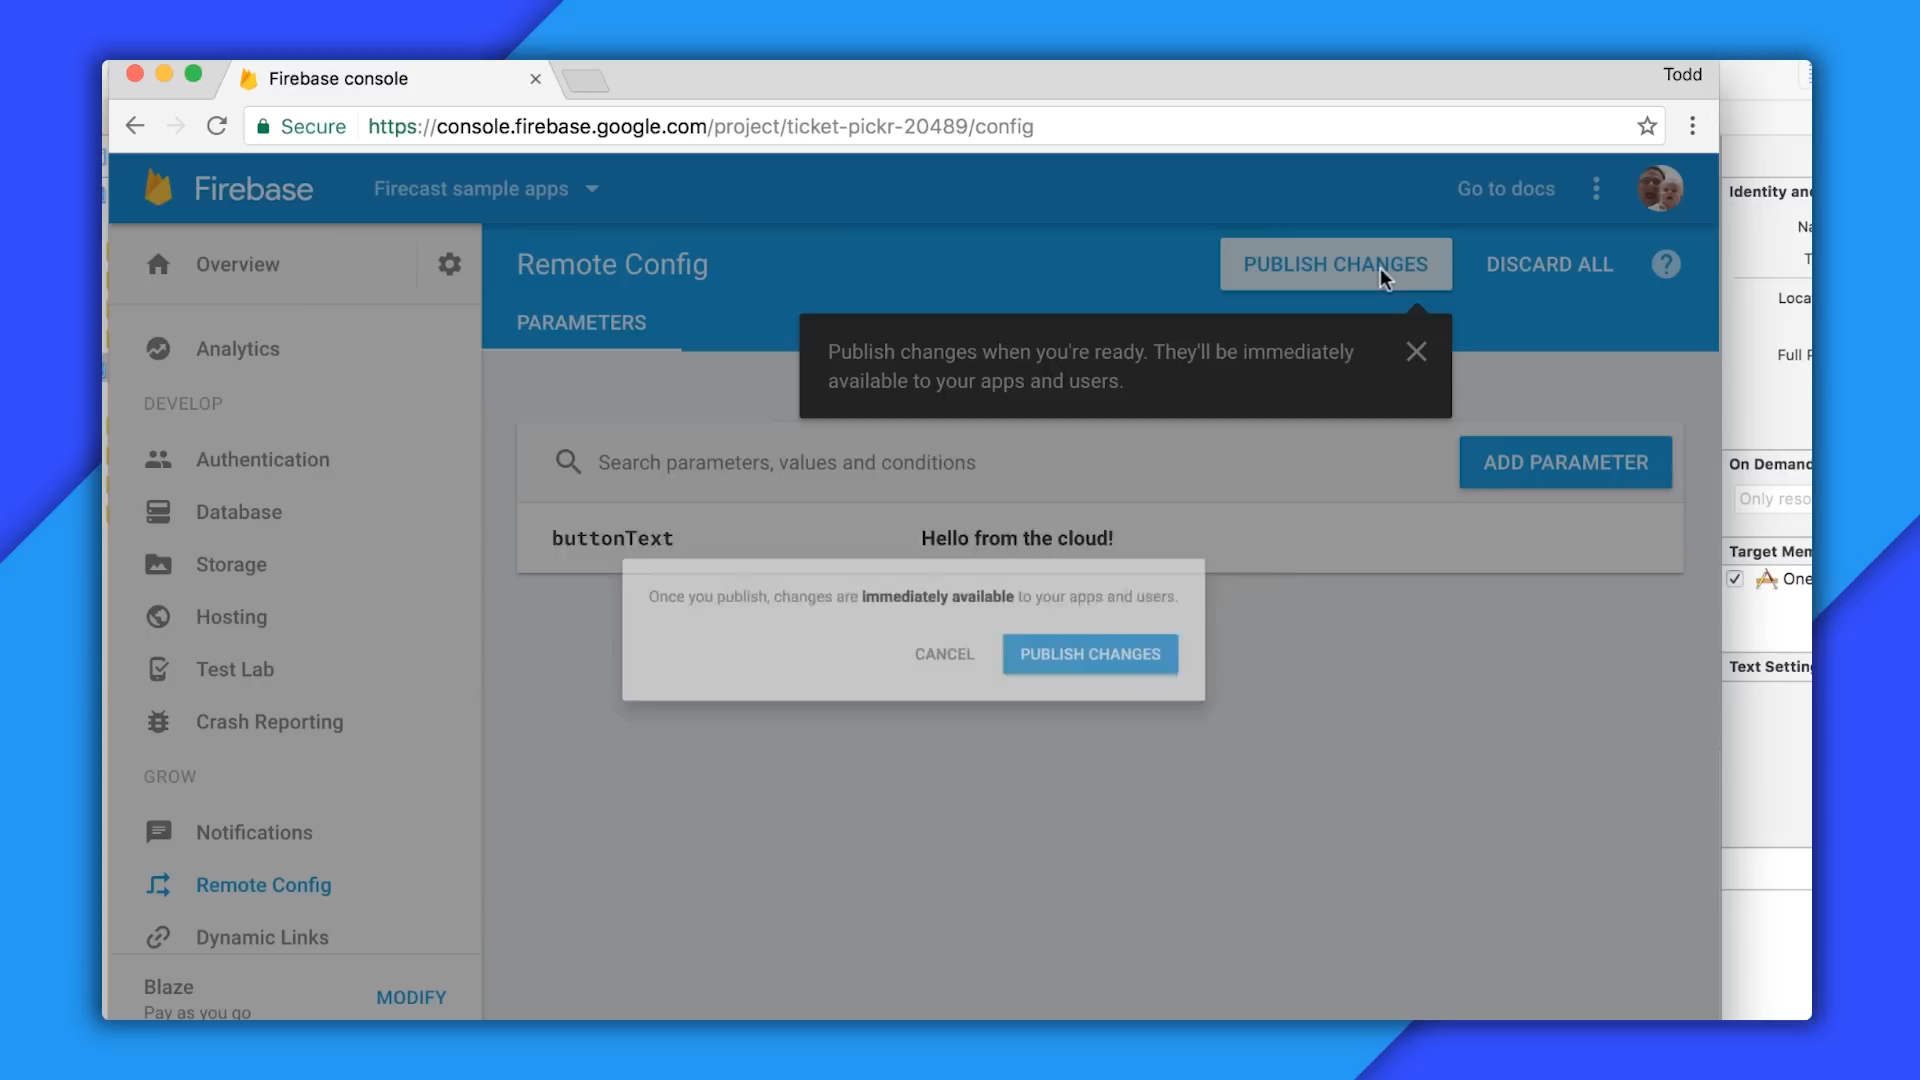 Firebase console
Todd
Secure https://console.firebase.google.com/project/ticket-pickr-20489/config
Firebase
Firecast sample apps
Go to docs
Overview
Remote Config
PUBLISH CHANGES
DISCARD ALL
PARAMETERS
Publish changes when you're ready. They'll be immediately
available to your apps and users.
Analytics
DEVELOP
Authentication
Database
Storage
Hosting
Test Lab
Crash Reporting
GROW
Notifications
Remote Config
Dynamic Links
Blaze
Pay as you go
MODIFY
Search parameters, values and conditions
ADD PARAMETER
buttonText
Hello from the cloud!
Once you publish, changes are immediately available to your apps and users.
CANCEL
PUBLISH CHANGES
Identity an
Na
T
Loca
Full P
On Deman
Only reso
Target Mem
One
Text Settin